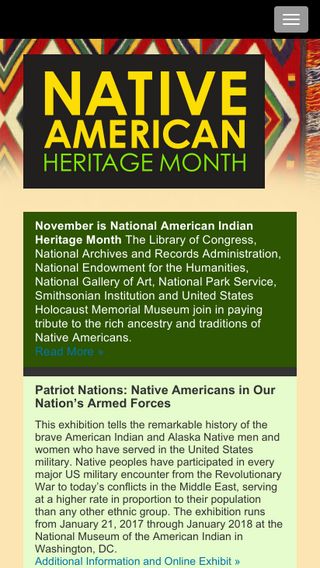 NATIVE
AMERICAN
HERITAGE MONTH
November is National American Indian
Heritage Month The Library of Congress,
National Archives and Records Administration,
National Endowment for the Humanities,
National Gallery of Art, National Park Service,
Smithsonian Institution and United States
Holocaust Memorial Museum join in paying
tribute to the rich ancestry and traditions of
Native Americans.
Read More »
Patriot Nations: Native Americans in Our
Nation’s Armed Forces
This exhibition tells the remarkable history of the
brave American Indian and Alaska Native men and
women who have served in the United States
military. Native peoples have participated in every
major US military encounter from the Revolutionary
War to today’s conflicts in the Middle East, serving
at a higher rate in proportion to their population
than any other ethnic group. The exhibition runs
from January 21, 2017 through January 2018 at the
National Museum of the American Indian in
Washington, DC.
Additional Information and Online Exhibit »